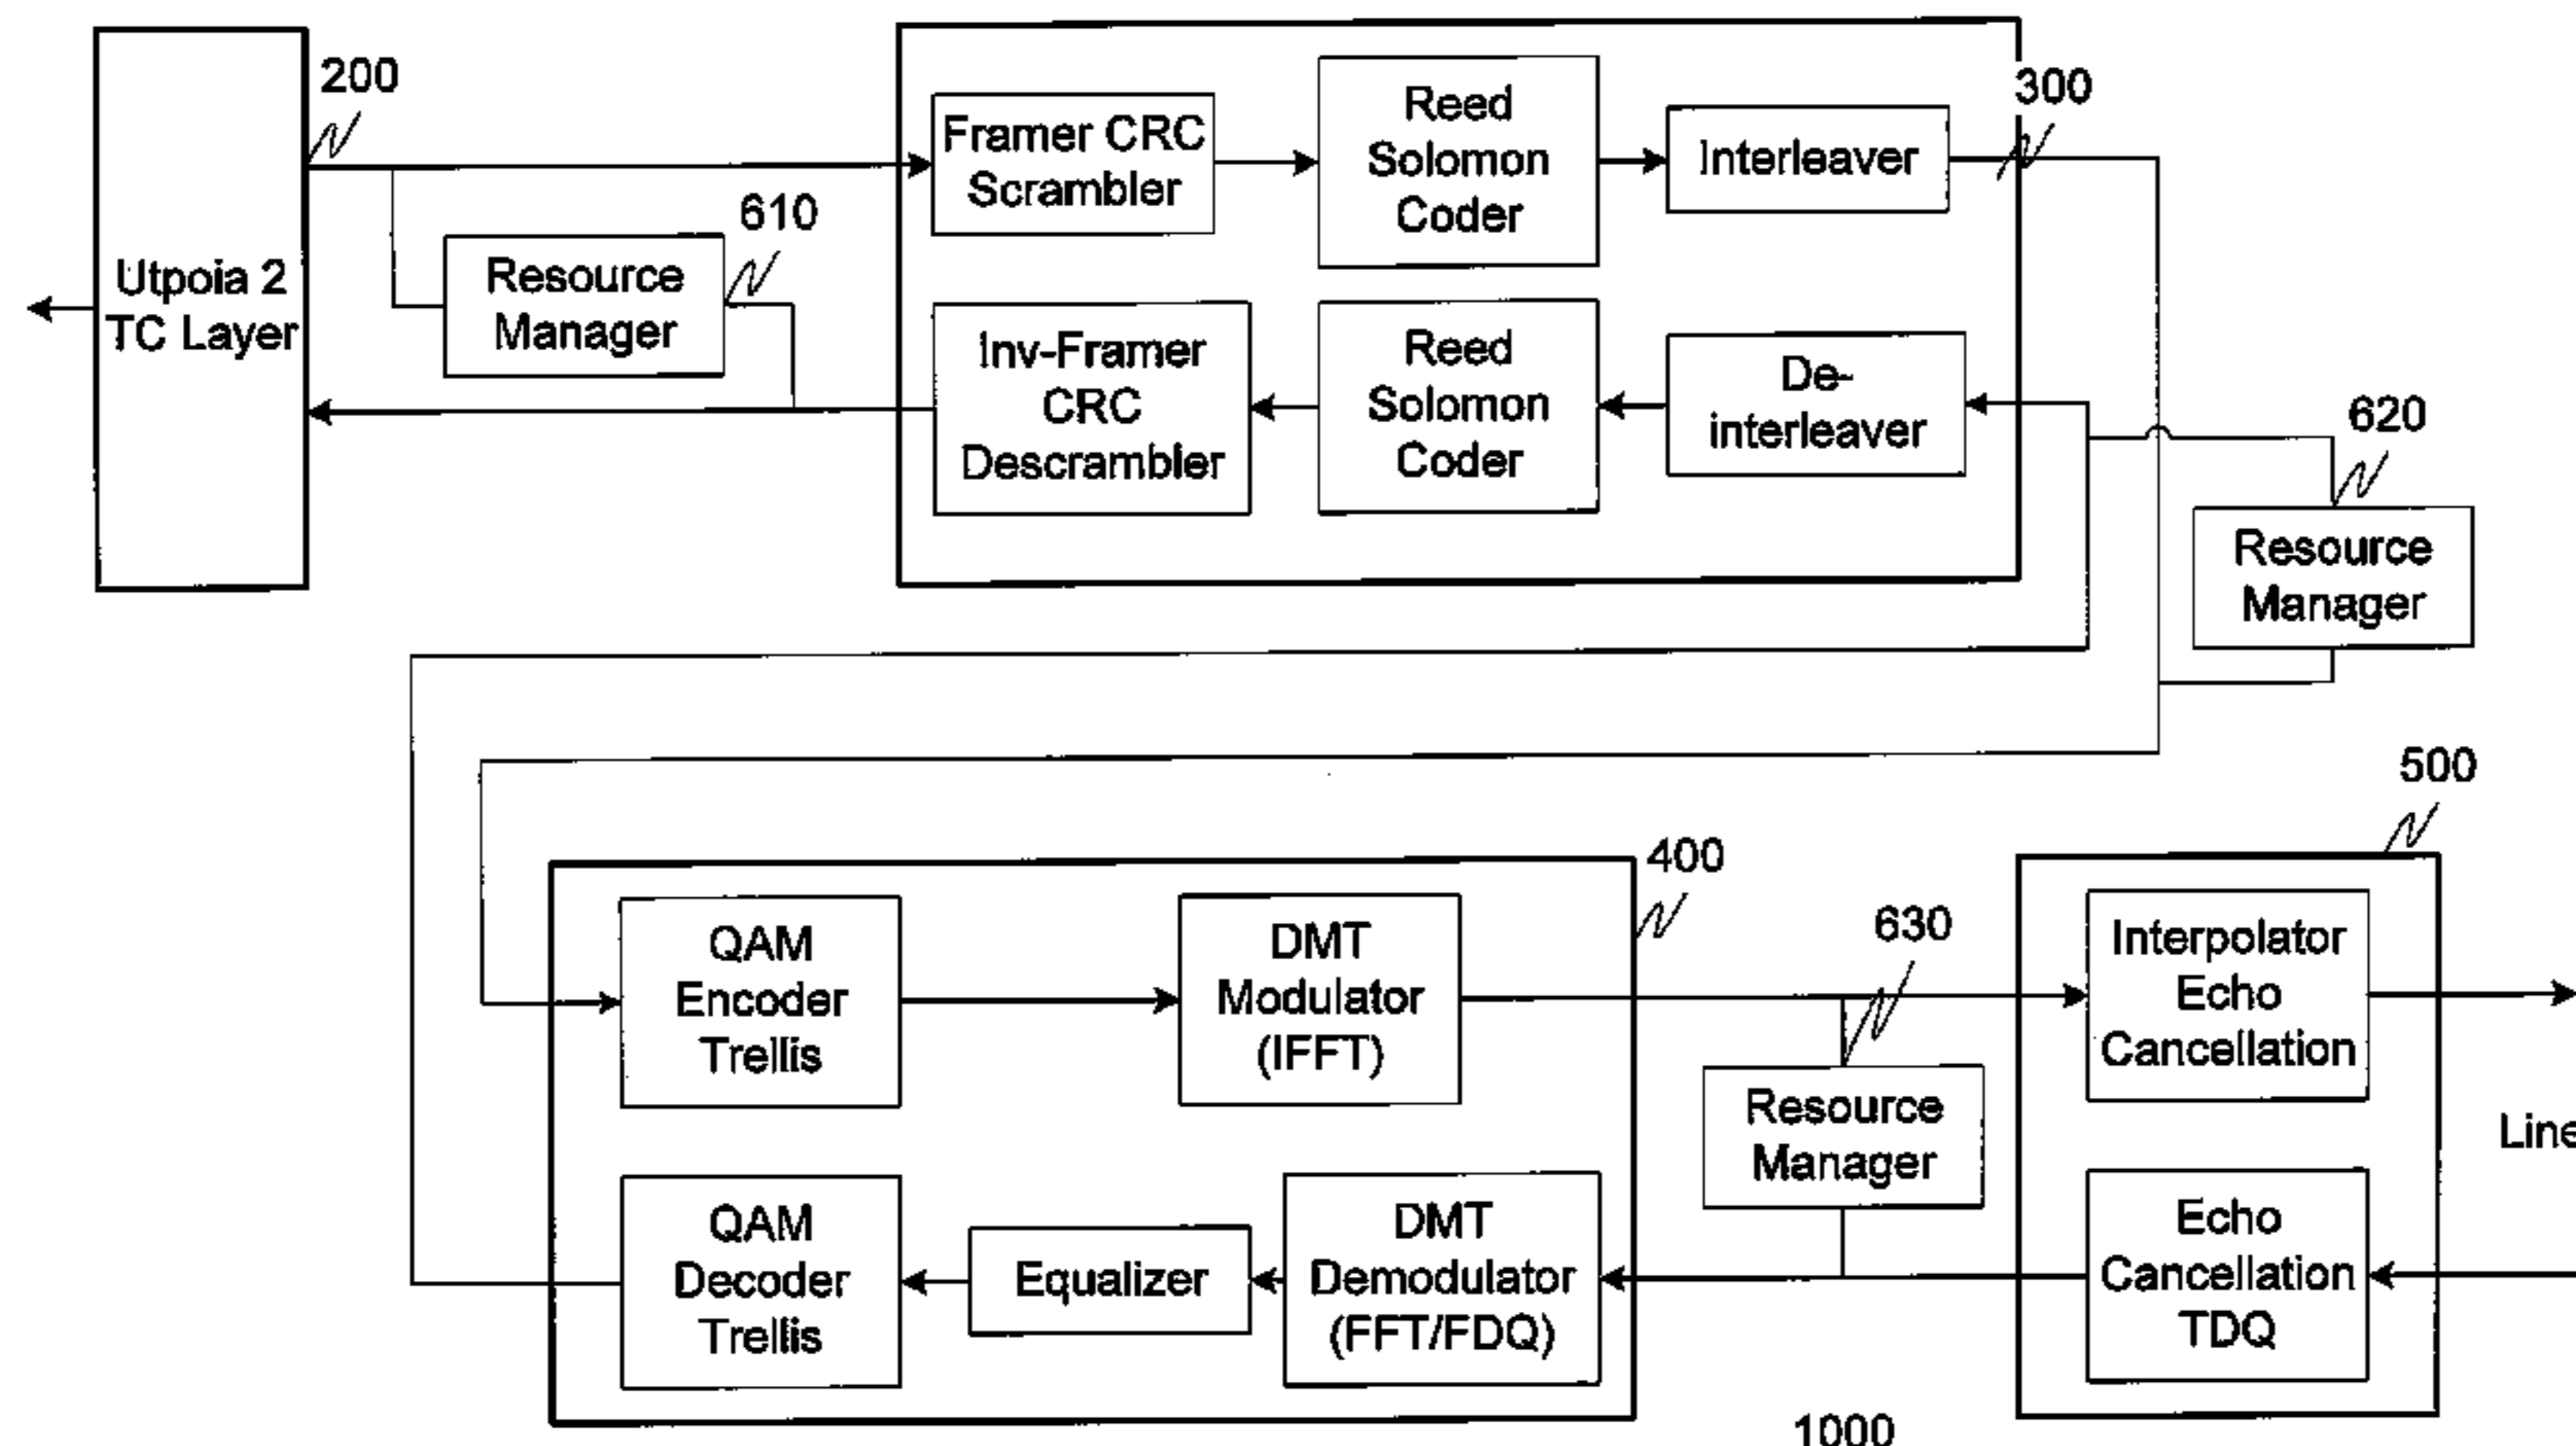 200
Utpoia 2
TC Layer
610
Resource
Manager
Framer CRC
Scrambler
Reed
Solomon
Coder
Interleaver
300
Inv-Framer
CRC
Descrambler
Reed
Solomon
Coder
De-
interleaver
620
Resource
Manager
400
QAM
Encoder
Trellis
DMT
Modulator
(IFFT)
QAM
Decoder
Trellis
Equalizer
DMT
Demodulator
(FFT/FDQ)
630
Resource
Manager
500
Interpolator
Echo
Cancellation
Echo
Cancellation
TDQ
Line
1000